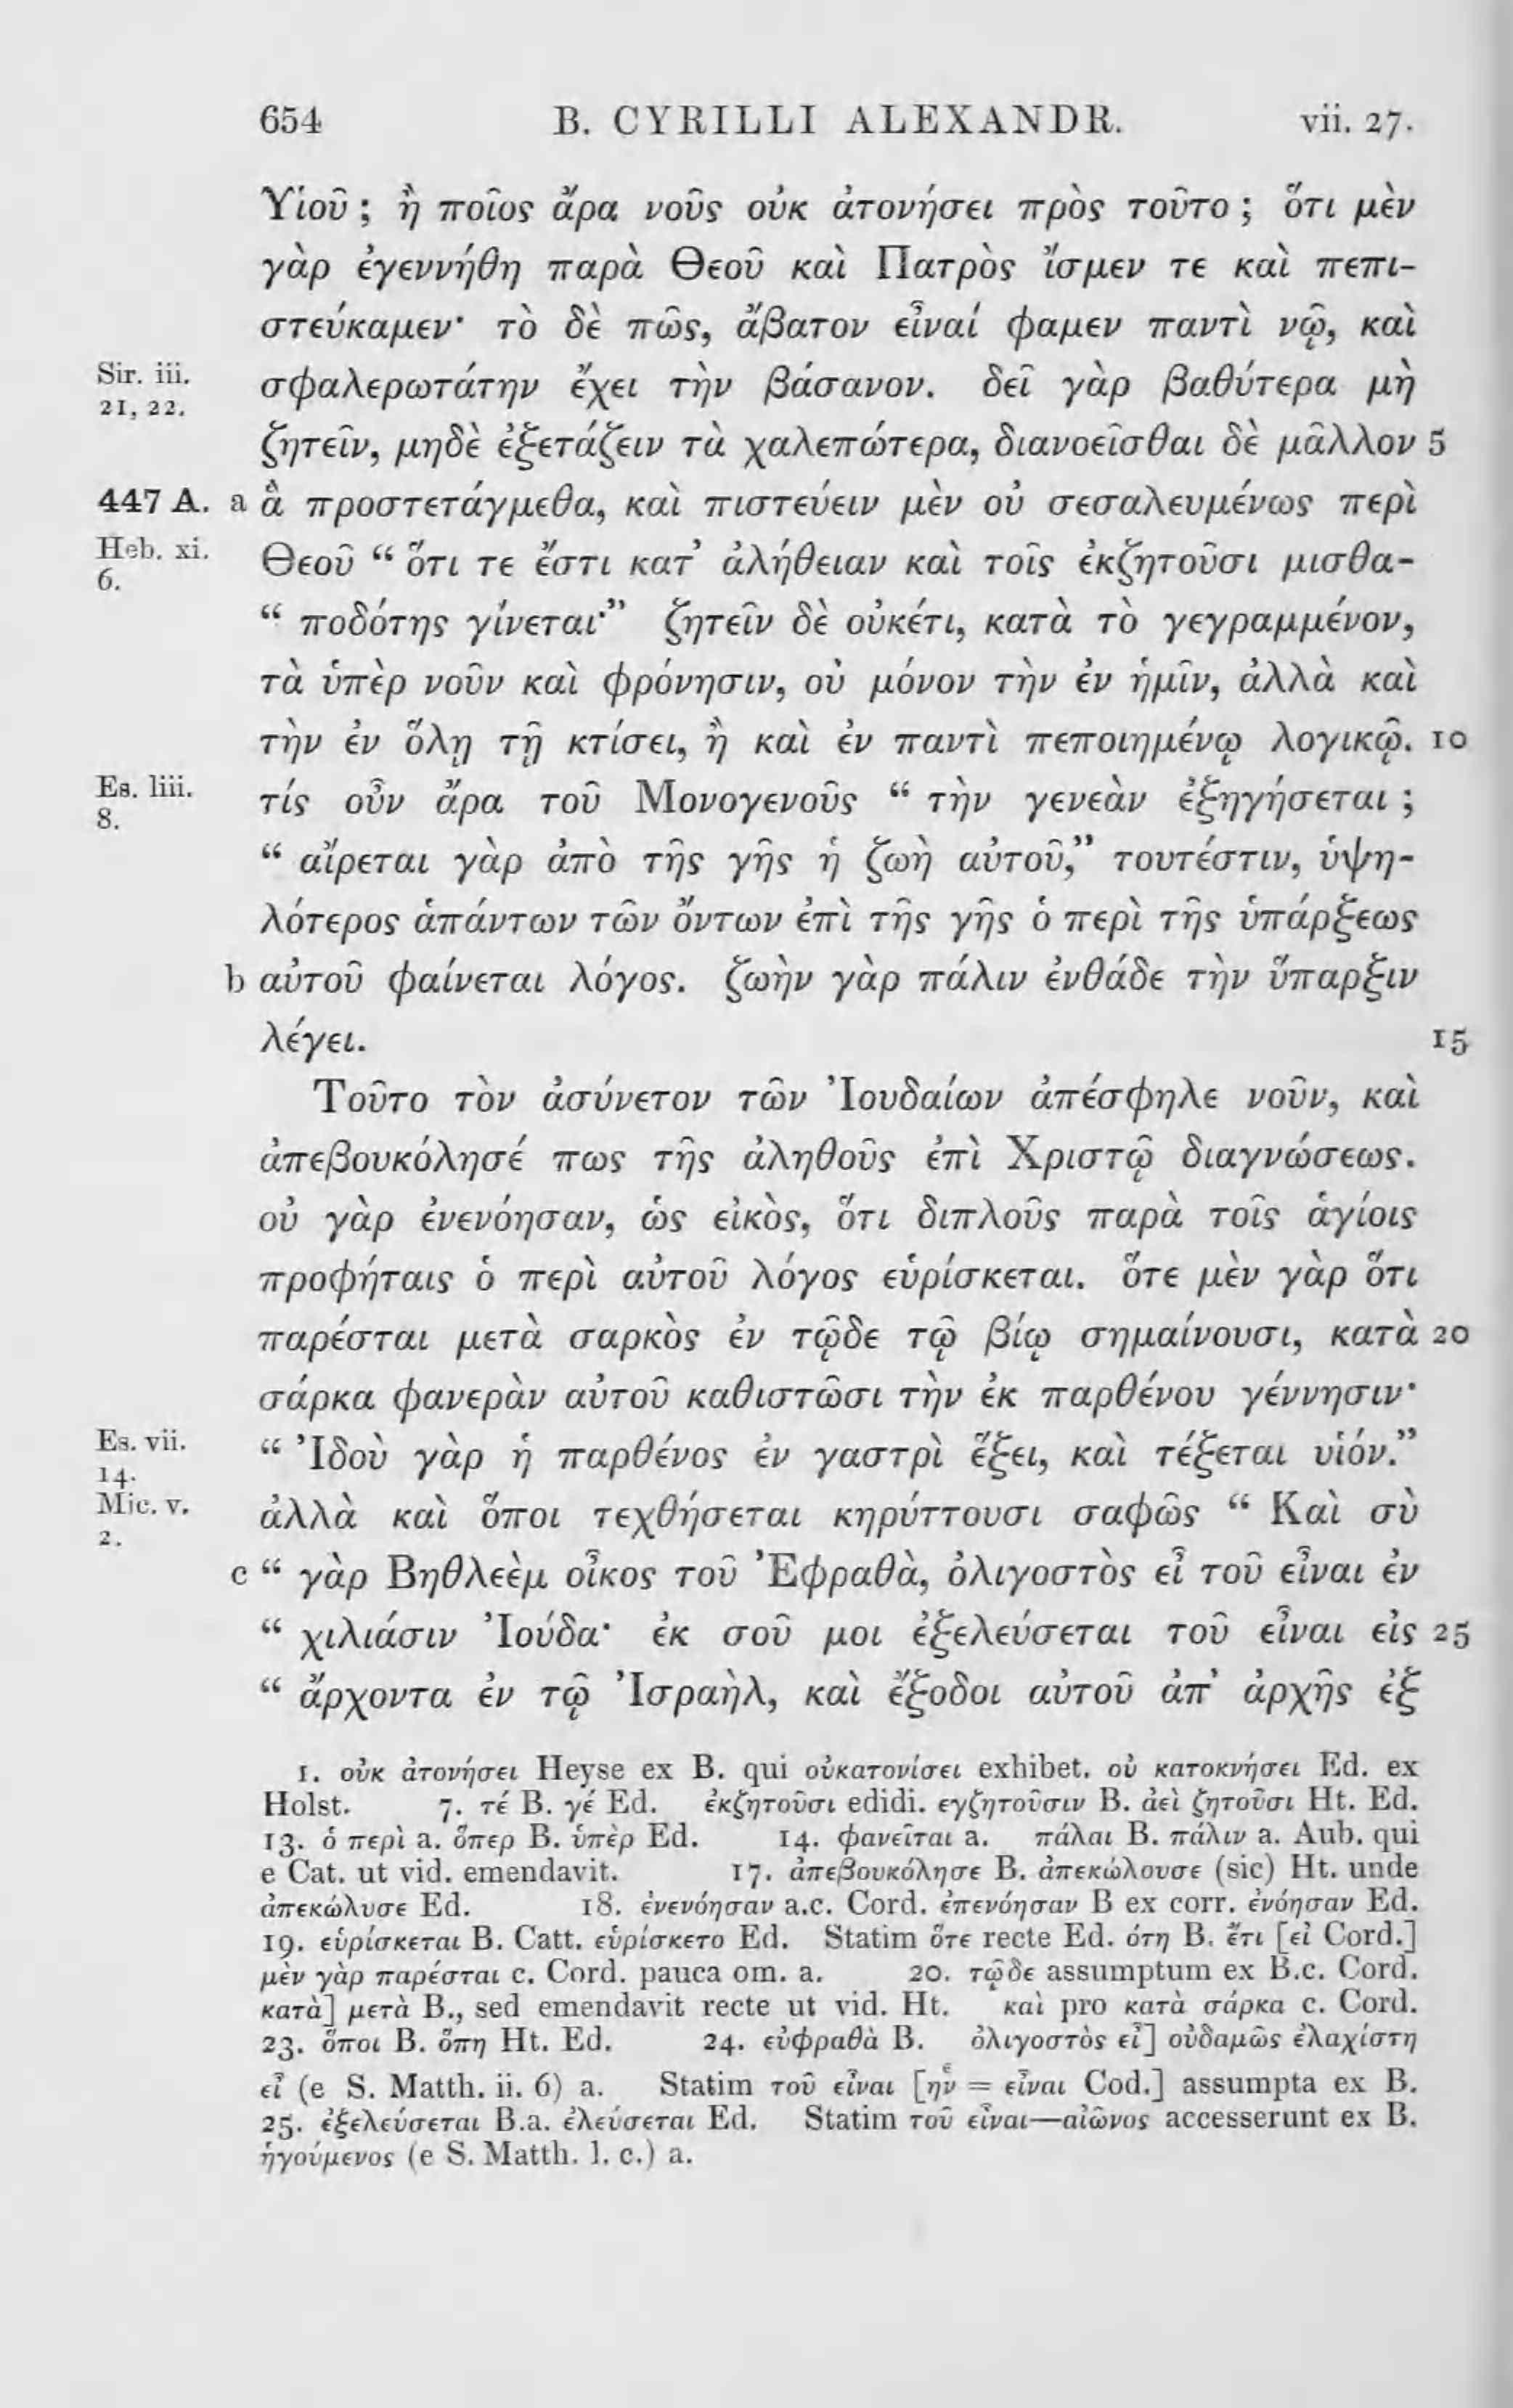 654 B. CYRILLI ALEXANDR. vii. 27.
Υἱοῦ ; ἢ ποῖος ἄρα νοῦς οὐκ ἀτονήσει πρὸς τοῦτο ; ὅτι μὲν
γὰρ ἐγεννήθη παρὰ Θεοῦ καὶ Πατρὸς ἴσμεν τε καὶ πεπι-
στεύκαμεν· τὸ δὲ πῶς, ἄβατον εἶναί φαμεν παντὶ νῷ, καὶ
Sir. iii. σφαλερωτάτην ἔχει τὴν βάσανον. δεῖ γὰρ βαθύτερα μὴ
21, 22.
ζητεῖν, μηδὲ ἐξετάζειν τὰ χαλεπώτερα, διανοεῖσθαι δὲ μᾶλλον 5
447 A. a ἃ προστετάγμεθα, καὶ πιστεύειν μὲν οὐ σεσαλευμένως περὶ
Heb. xi. Θεοῦ “ ὅτι τε ἔστι κατ’ ἀλήθειαν καὶ τοῖς ἐκζητοῦσι μισθα-
6.
“ ποδότης γίνεται·” ζητεῖν δὲ οὐκέτι, κατὰ τὸ γεγραμμένον,
τὰ ὑπὲρ νοῦν καὶ φρόνησιν, οὐ μόνον τὴν ἐν ἡμῖν, ἀλλὰ καὶ
τὴν ἐν ὅλῃ τῇ κτίσει, ἢ καὶ ἐν παντὶ πεποιημένῳ λογικῷ. 10
Es. liii. τίς οὖν ἄρα τοῦ Μονογενοῦς “ τὴν γενεὰν ἐξηγήσεται ;
8.
“ αἴρεται γὰρ ἀπὸ τῆς γῆς ἡ ζωὴ αὐτοῦ,” τουτέστιν, ὑψη-
λότερος ἁπάντων τῶν ὄντων ἐπὶ τῆς γῆς ὁ περὶ τῆς ὑπάρξεως
b αὐτοῦ φαίνεται λόγος. ζωὴν γὰρ πάλιν ἐνθάδε τὴν ὕπαρξιν
λέγει. 15
Τοῦτο τὸν ἀσύνετον τῶν Ἰουδαίων ἀπέσφηλε νοῦν, καὶ
ἀπεβουκόλησέ πως τῆς ἀληθοῦς ἐπὶ Χριστῷ διαγνώσεως.
οὐ γὰρ ἐνενόησαν, ὡς εἰκὸς, ὅτι διπλοῦς παρὰ τοῖς ἁγίοις
προφήταις ὁ περὶ αὐτοῦ λόγος εὑρίσκεται. ὅτε μὲν γὰρ ὅτι
παρέσται μετὰ σαρκὸς ἐν τῷδε τῷ βίῳ σημαίνουσι, κατὰ 20
σάρκα φανερὰν αὐτοῦ καθιστῶσι τὴν ἐκ παρθένου γέννησιν·
Es. vii. “ Ἰδοὺ γὰρ ἡ παρθένος ἐν γαστρὶ ἕξει, καὶ τέξεται υἱόν.”
14.
Mic. v. ἀλλὰ καὶ ὅποι τεχθήσεται κηρύττουσι σαφῶς “ Καὶ σὺ
2.
c “ γὰρ Βηθλεὲμ οἶκος τοῦ Ἐφραθὰ, ὀλιγοστὸς εἶ τοῦ εἶναι ἐν
“ χιλιάσιν Ἰούδα· ἐκ σοῦ μοι ἐξελεύσεται τοῦ εἶναι εἰς 25
“ ἄρχοντα ἐν τῷ Ἰσραὴλ, καὶ ἔξοδοι αὐτοῦ ἀπ’ ἀρχῆς ἐξ
1. οὐκ ἀτονήσει Heyse ex B. qui οὐκατονίσει exhibet. οὐ κατοκνήσει Ed. ex
Holst. 7. τέ B. γέ Ed. ἐκζητοῦσι edidi. εγζητοῦσιν B. ἀεὶ ζητοῦσι Ht. Ed.
13. ὁ περὶ a. ὅπερ B. ὑπὲρ Ed. 14. φανεῖται a. πάλαι B. πάλιν a. Aub. qui
e Cat. ut vid. emendavit. 17. ἀπεβουκόλησε B. ἀπεκώλουσε (sic) Ht. unde
ἀπεκώλυσε Ed. 18. ἐνενόησαν a.c. Cord. ἐπενόησαν B ex corr. ἐνόησαν Ed.
19. εὑρίσκεται B. Catt. εὑρίσκετο Ed. Statim ὅτε recte Ed. ότη B. ἔτι [εἰ Cord.]
μὲν γὰρ παρέσται c. Cord. pauca om. a. 20. τῷδε assumptum ex B.c. Cord.
κατὰ] μετὰ B., sed emendavit recte ut vid. Ht. καὶ pro κατὰ σάρκα c. Cord.
23. ὅποι B. ὅπη Ht. Ed. 24. εὐφραθὰ B. ὀλιγοστὸς εἶ] οὐδαμῶς ἐλαχίστη
εἶ (e S. Matth. ii. 6) a. Statim τοῦ εἶναι [ην = εἶναι Cod.] assumpta ex B.
25. ἐξελεύσεται B.a. ἐλεύσεται Ed. Statim τοῦ εἶναι—αἰῶνος accesserunt ex B.
ἡγούμενος (e S. Matth. l. c.) a.